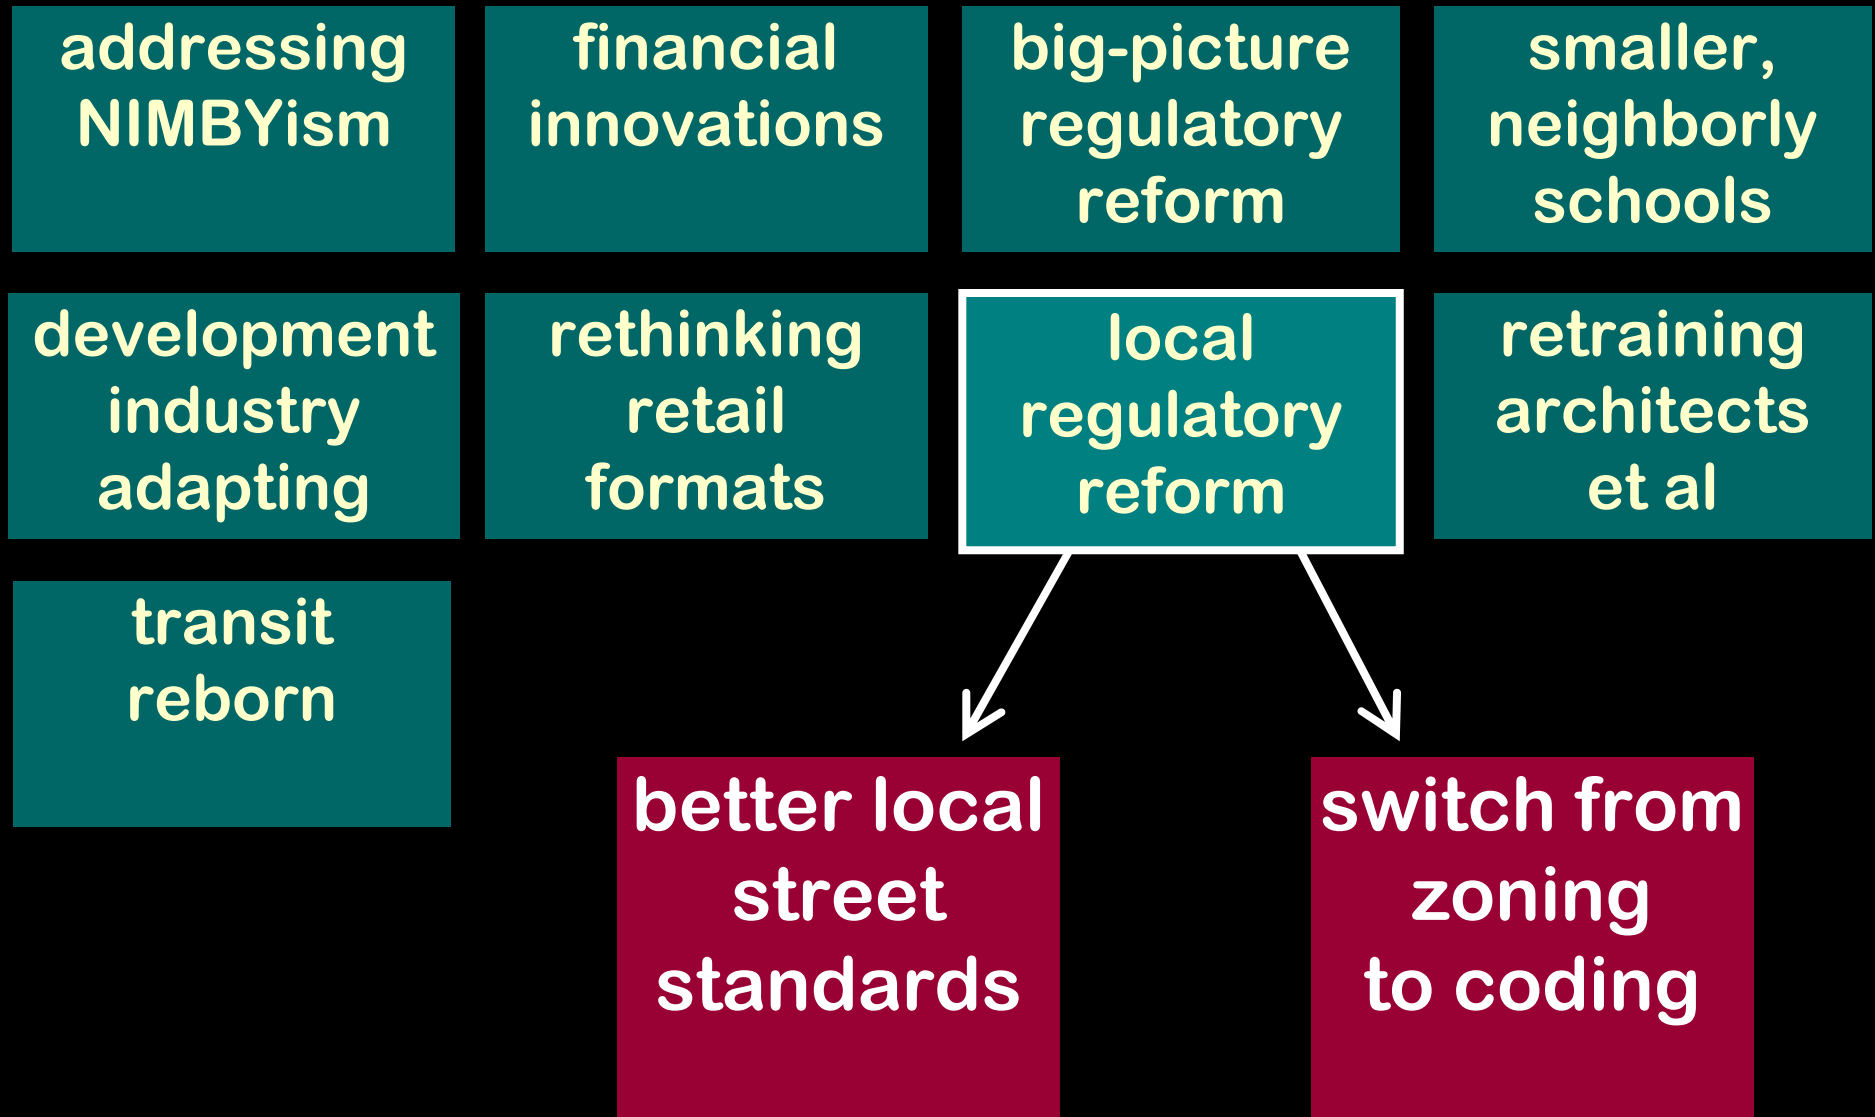 addressing
NIMBYism
financial
innovations
big-picture
regulatory
reform
smaller,
neighborly
schools
development
industry
adapting
rethinking
retail
formats
local
regulatory
reform
retraining
architects
et al
transit
reborn
better local
street
standards
switch from
zoning
to coding